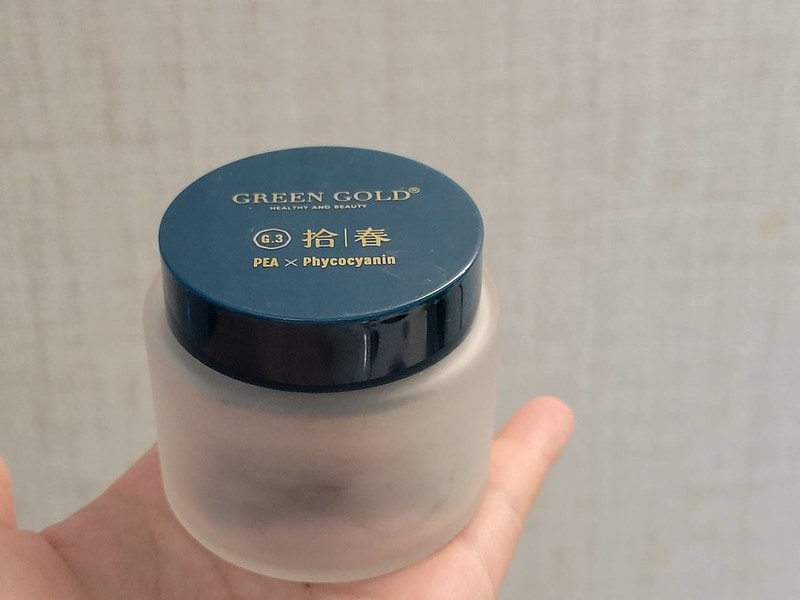 GREEN GOLD®
HEALTHY AND BEAUTY
G.3 拾|春
PEA × Phycocyanin